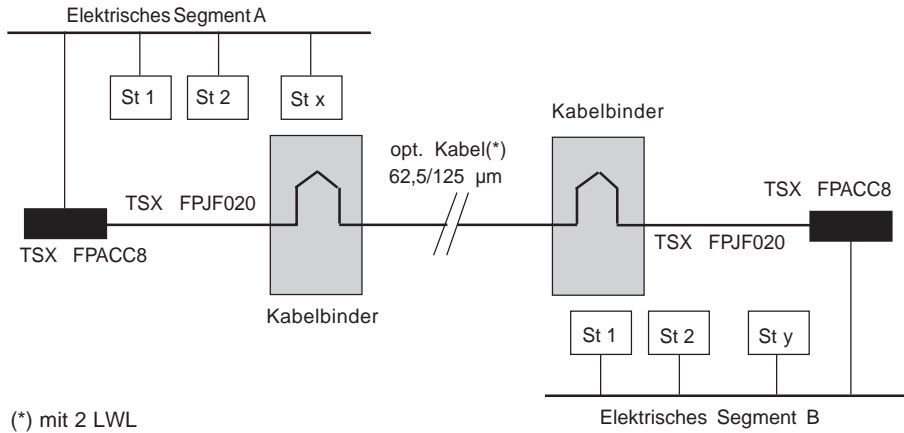 Elektrisches Segment A
St 1
St 2
St x
Kabelbinder
opt. Kabel(*)
62,5/125 µm
TSX FPACC8
TSX FPJF020
TSX FPJF020
TSX FPACC8
Kabelbinder
St 1
St 2
St y
(*) mit 2 LWL
Elektrisches Segment B